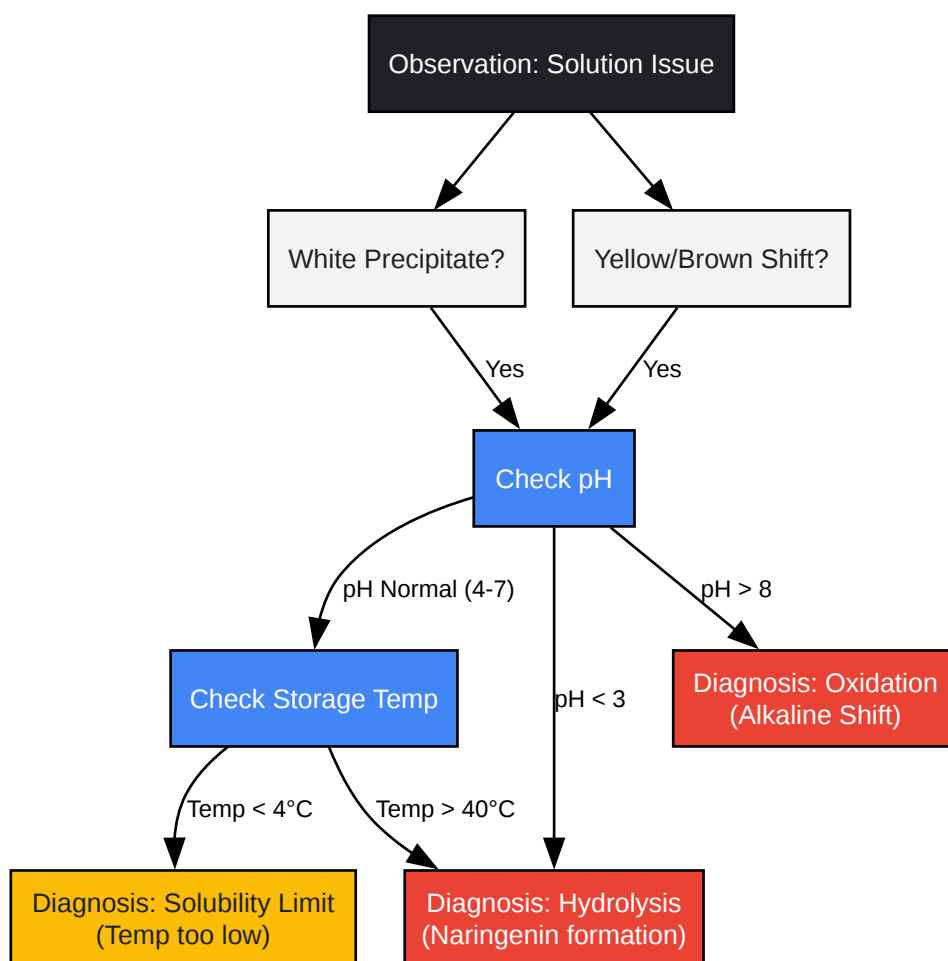 Observation: Solution Issue
White Precipitate?
Yellow/Brown Shift?
Yes
Yes
Check pH
pH Normal (4-7)
pH > 8
Check Storage Temp
pH < 3
Diagnosis: Oxidation
(Alkaline Shift)
Temp < 4°C
Temp > 40°C
Diagnosis: Solubility Limit
(Temp too low)
Diagnosis: Hydrolysis
(Naringenin formation)